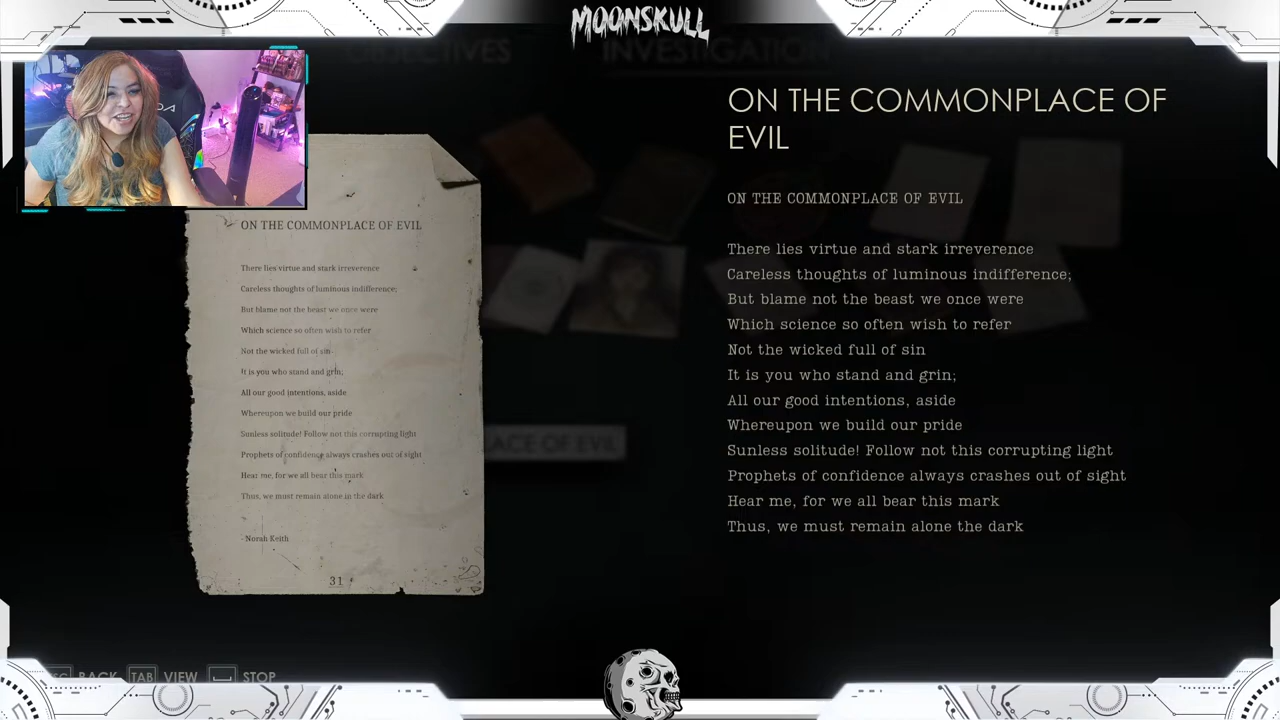 MOONSKULL
OBJECTIVES
INVESTIGATION
ON THE COMMONPLACE OF
EVIL
ON THE COMMONPLACE OF EVIL
There lies virtue and stark irreverence
Careless thoughts of luminous indifference;
But blame not the beast we once were
Which science so often wish to refer
Not the wicked full of sin
It is you who stand and grin;
All our good intentions, aside
Whereupon we build our pride
Sunless solitude! Follow not this corrupting light
Prophets of confidence always crashes out of sight
Hear me, for we all bear this mark
Thus, we must remain alone in the dark
- Norah Keith
31
PLACE OF EVIL
ON THE COMMONPLACE OF EVIL
There lies virtue and stark irreverence
Careless thoughts of luminous indifference;
But blame not the beast we once were
Which science so often wish to refer
Not the wicked full of sin
It is you who stand and grin;
All our good intentions, aside
Whereupon we build our pride
Sunless solitude! Follow not this corrupting light
Prophets of confidence always crashes out of sight
Hear me, for we all bear this mark
Thus, we must remain alone the dark
BACK TAB VIEW STOP